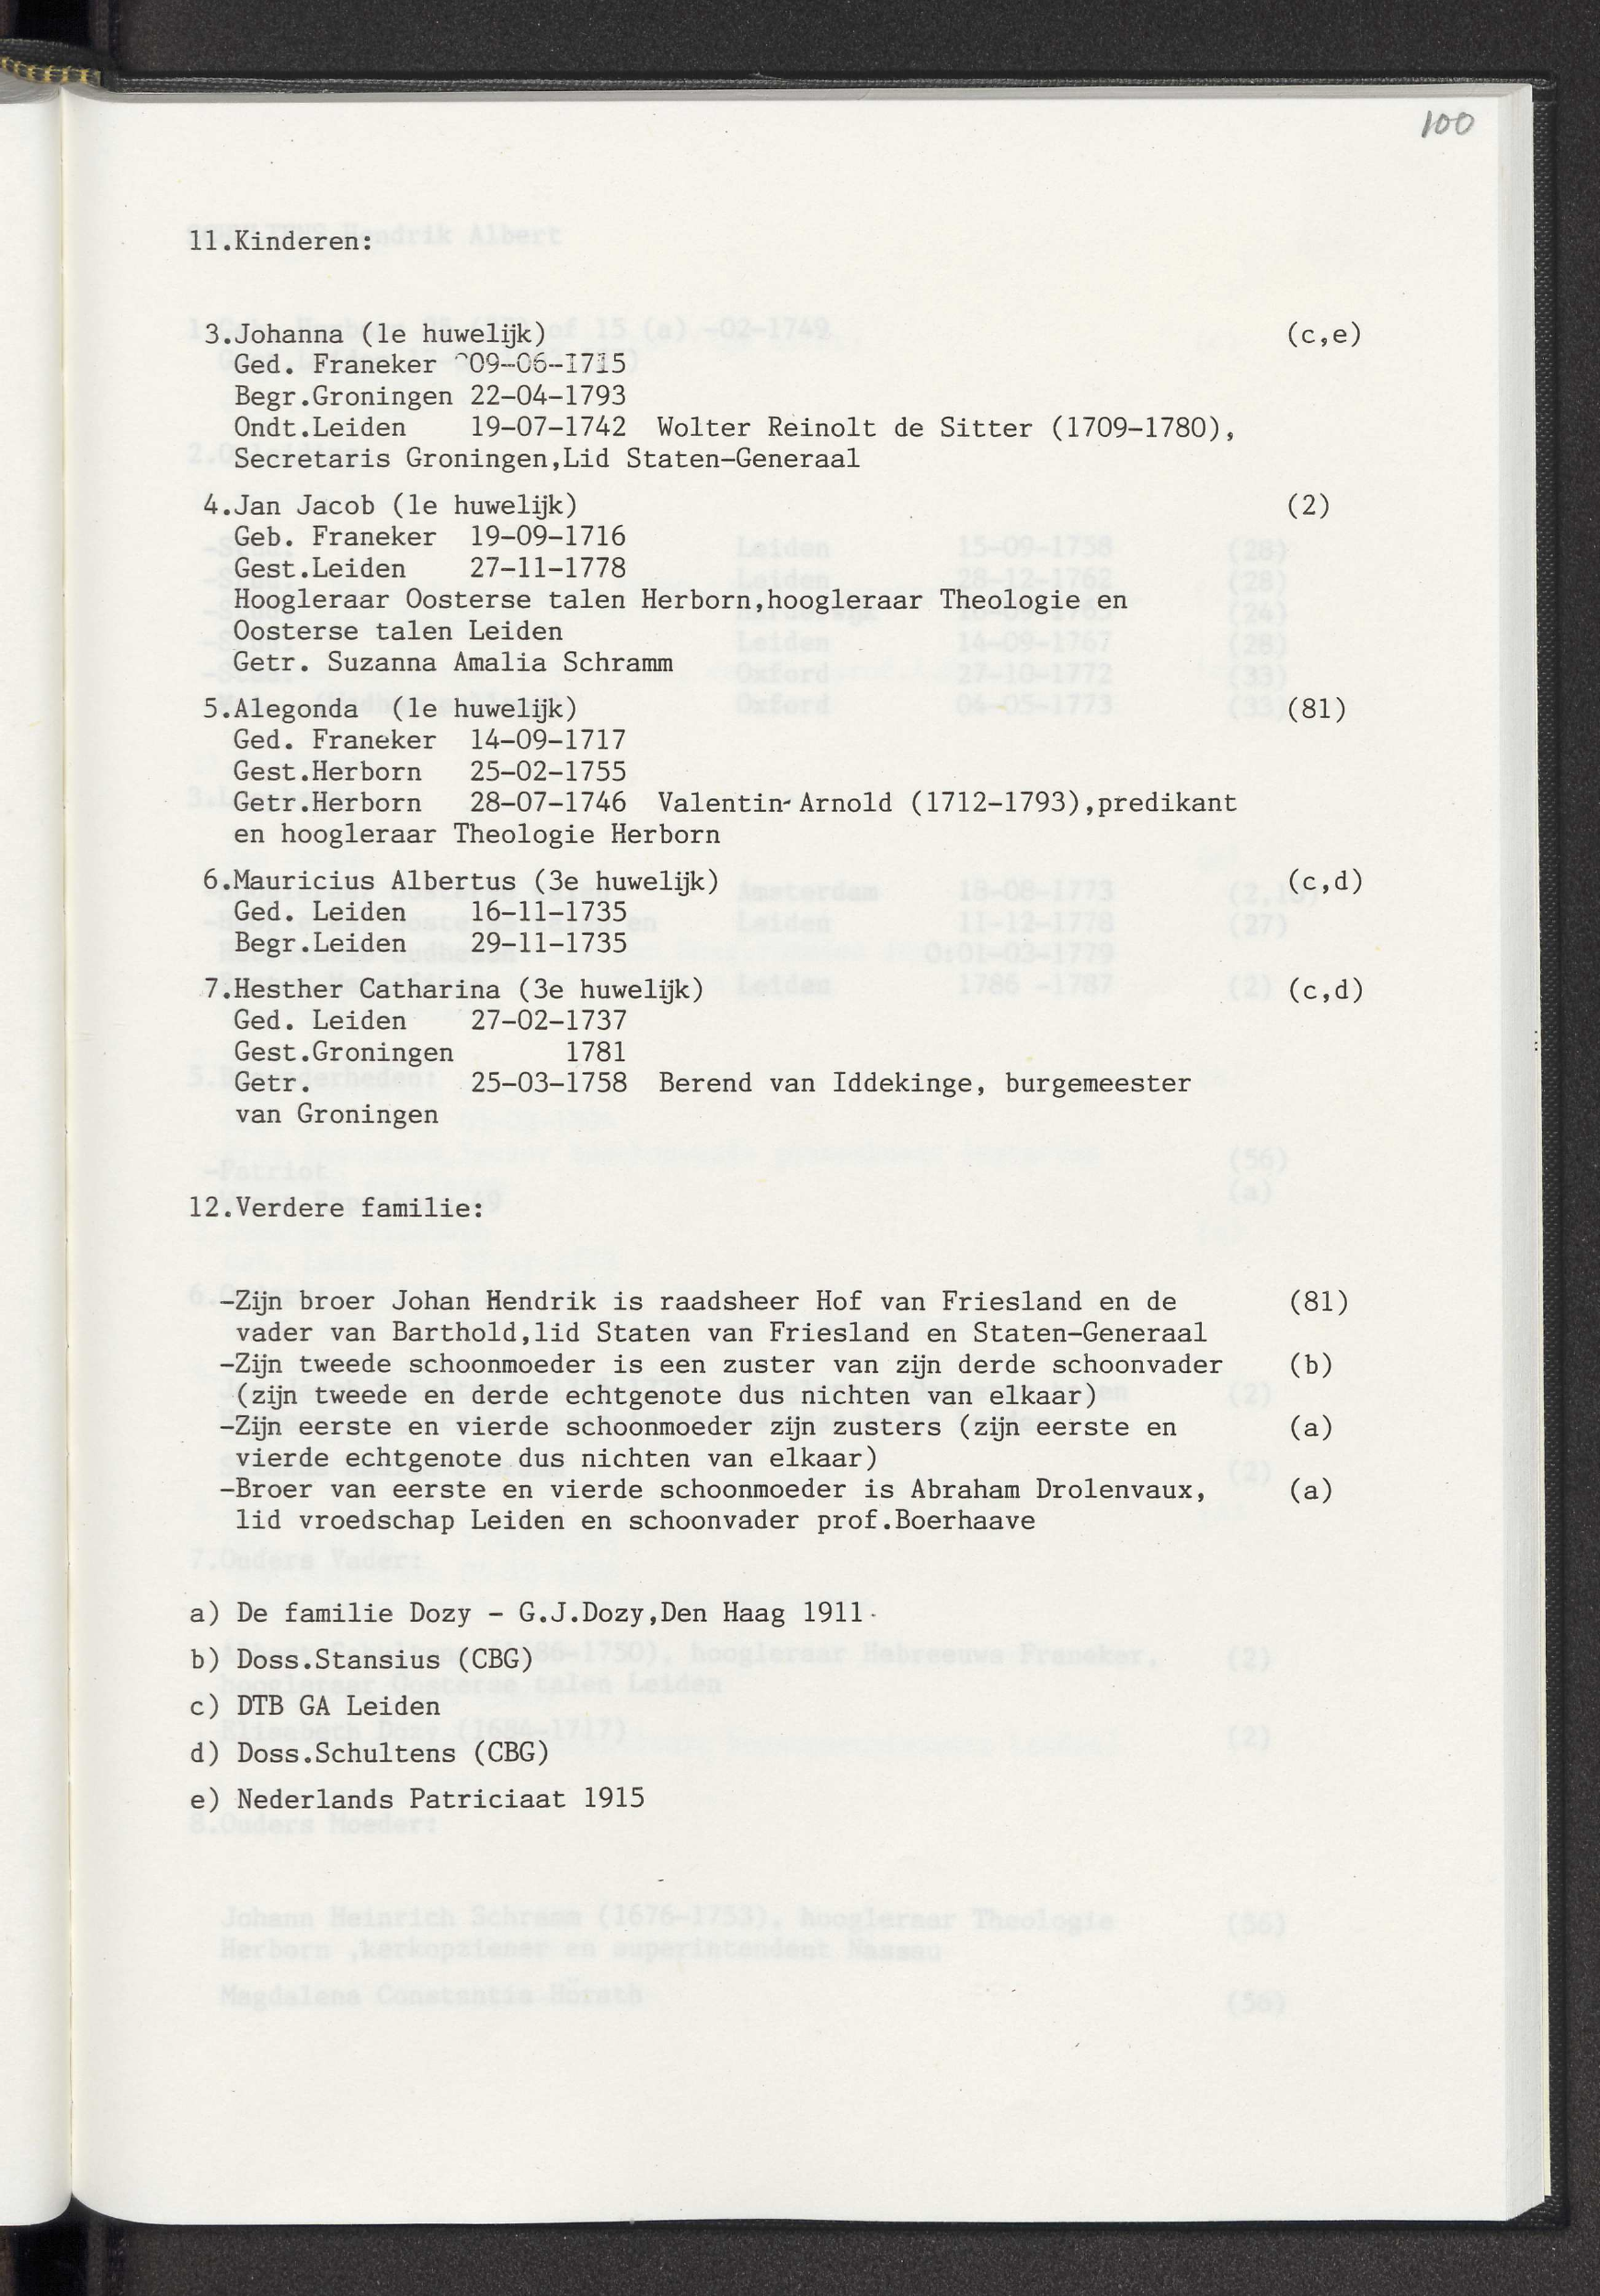 100
11.Kinderen:
3.Johanna (1e huwelijk) (c,e)
Ged. Franeker 09-06-1715
Begr.Groningen 22-04-1793
Ondt.Leiden 19-07-1742 Wolter Reinolt de Sitter (1709-1780),
Secretaris Groningen,Lid Staten-Generaal
4.Jan Jacob (1e huwelijk) (2)
Geb. Franeker 19-09-1716
Gest.Leiden 27-11-1778
Hoogleraar Oosterse talen Herborn,hoogleraar Theologie en
Oosterse talen Leiden
Getr. Suzanna Amalia Schramm
5.Alegonda (1e huwelijk) (81)
Ged. Franeker 14-09-1717
Gest.Herborn 25-02-1755
Getr.Herborn 28-07-1746 Valentin-Arnold (1712-1793),predikant
en hoogleraar Theologie Herborn
6.Mauricius Albertus (3e huwelijk) (c,d)
Ged. Leiden 16-11-1735
Begr.Leiden 29-11-1735
7.Hesther Catharina (3e huwelijk) (c,d)
Ged. Leiden 27-02-1737
Gest.Groningen 1781
Getr. 25-03-1758 Berend van Iddekinge, burgemeester
van Groningen
12.Verdere familie:
-Zijn broer Johan Hendrik is raadsheer Hof van Friesland en de (81)
vader van Barthold,lid Staten van Friesland en Staten-Generaal
-Zijn tweede schoonmoeder is een zuster van zijn derde schoonvader (b)
(zijn tweede en derde echtgenote dus nichten van elkaar)
-Zijn eerste en vierde schoonmoeder zijn zusters (zijn eerste en (a)
vierde echtgenote dus nichten van elkaar)
-Broer van eerste en vierde schoonmoeder is Abraham Drolenvaux, (a)
lid vroedschap Leiden en schoonvader prof.Boerhaave
a) De familie Dozy - G.J.Dozy,Den Haag 1911
b) Doss.Stansius (CBG)
c) DTB GA Leiden
d) Doss.Schultens (CBG)
e) Nederlands Patriciaat 1915